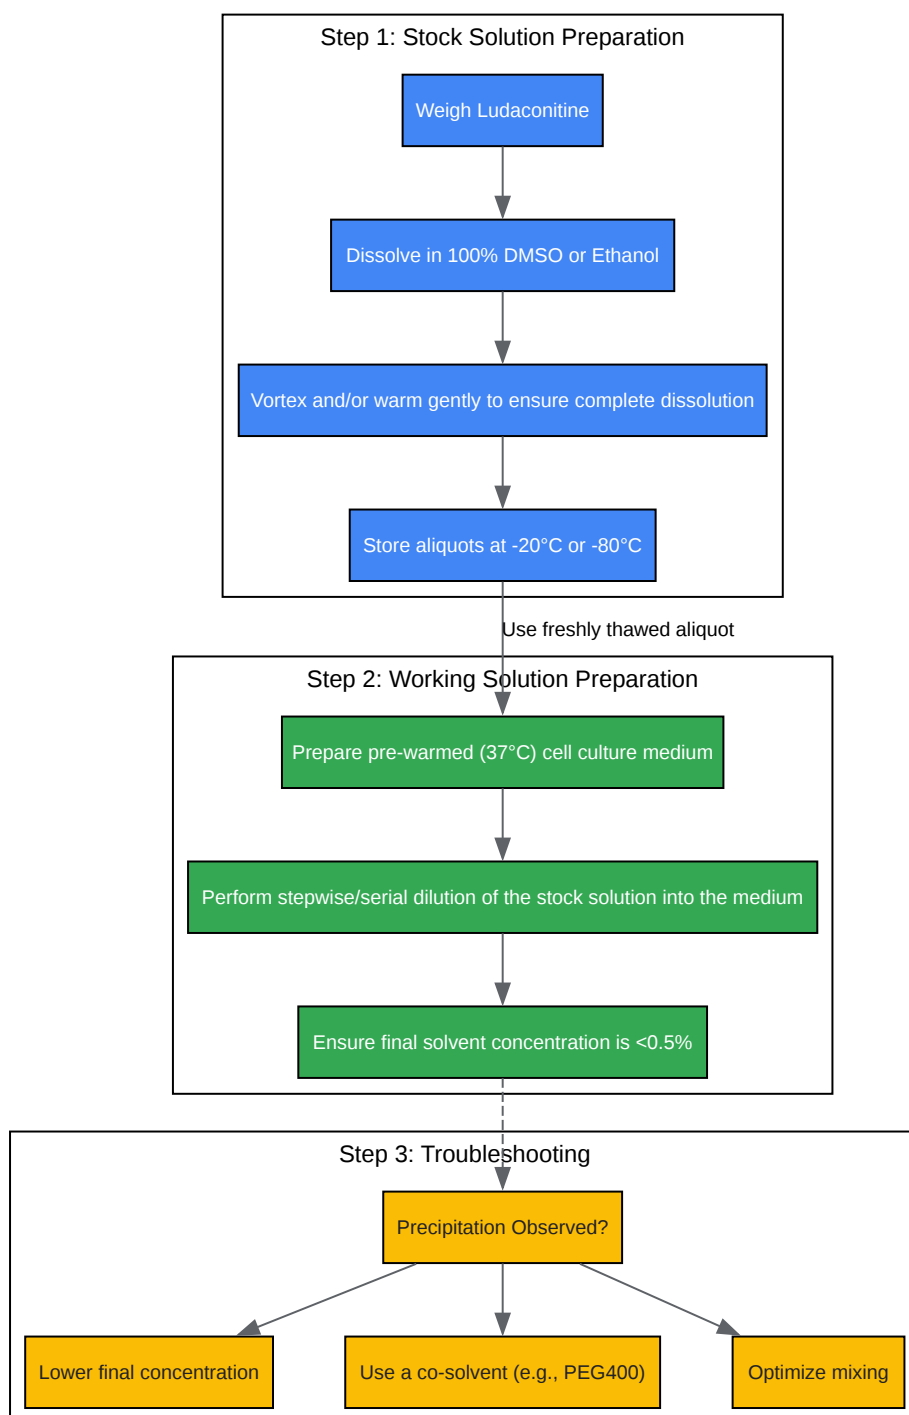 Step 1: Stock Solution Preparation
Weigh Ludaconitine
Dissolve in 100% DMSO or Ethanol
Vortex and/or warm gently to ensure complete dissolution
Store aliquots at -20°C or -80°C
Use freshly thawed aliquot
Step 2: Working Solution Preparation
Prepare pre-warmed (37°C) cell culture medium
Perform stepwise/serial dilution of the stock solution into the medium
Ensure final solvent concentration is <0.5%
Step 3: Troubleshooting
Precipitation Observed?
Lower final concentration
Use a co-solvent (e.g., PEG400)
Optimize mixing